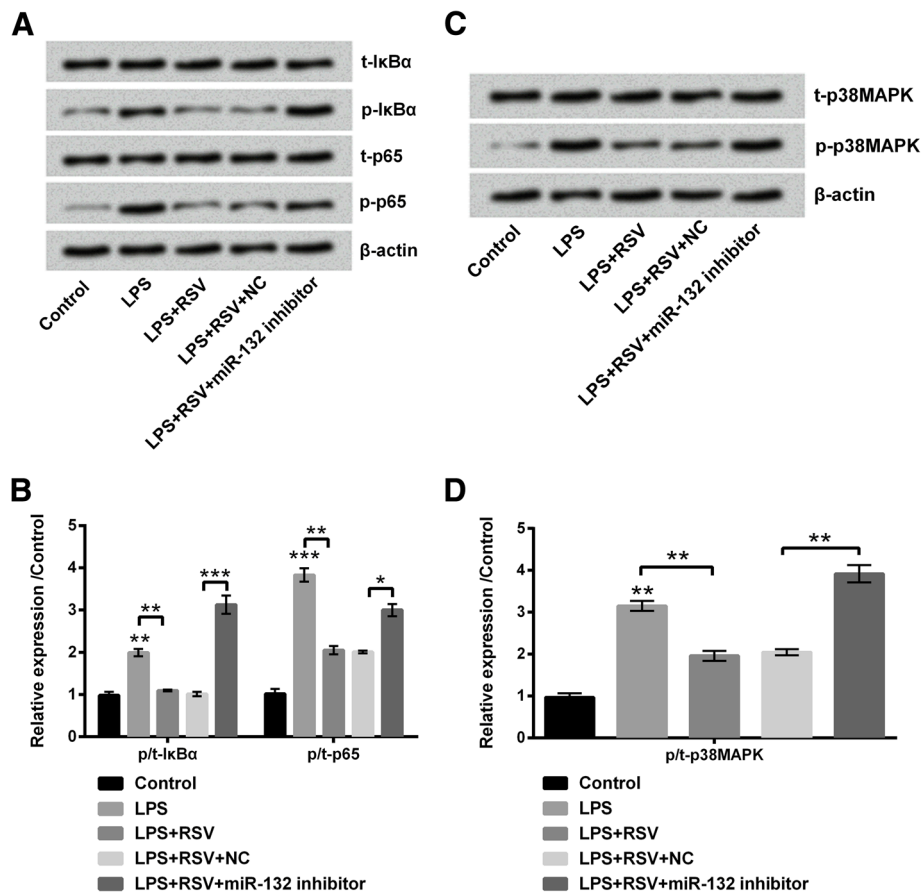 A
t-IκBα
p-IκBα
t-p65
p-p65
β-actin
Control
LPS
LPS+RSV
LPS+RSV+NC
LPS+RSV+miR-132 inhibitor
C
t-p38MAPK
p-p38MAPK
β-actin
Control
LPS
LPS+RSV
LPS+RSV+NC
LPS+RSV+miR-132 inhibitor
B
Relative expression /Control
5
4
3
2
1
0
**
**
***
***
**
*
p/t-IκBα
p/t-p65
Control
LPS
LPS+RSV
LPS+RSV+NC
LPS+RSV+miR-132 inhibitor
D
Relative expression /Control
5
4
3
2
1
0
**
**
**
p/t-p38MAPK
Control
LPS
LPS+RSV
LPS+RSV+NC
LPS+RSV+miR-132 inhibitor